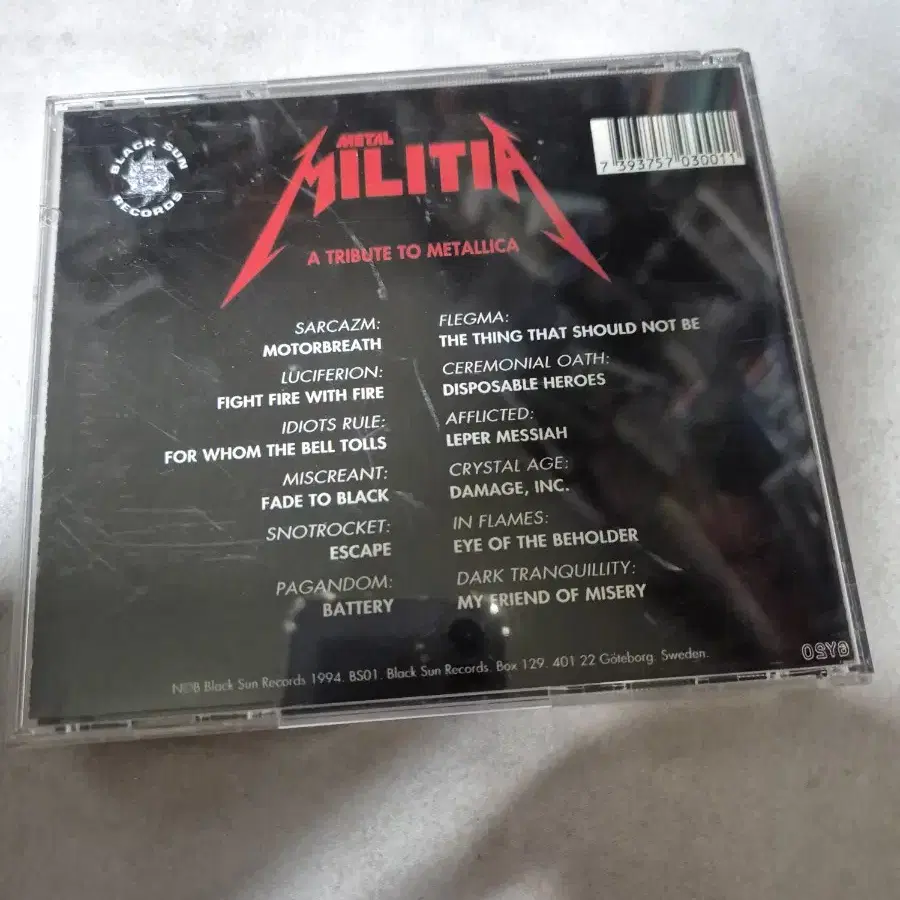 BLACK SUN RECORDS
METAL
MILITIA
A TRIBUTE TO METALLICA
7 393757 030011
SARCAZM:
MOTORBREATH
LUCIFERION:
FIGHT FIRE WITH FIRE
IDIOTS RULE:
FOR WHOM THE BELL TOLLS
MISCREANT:
FADE TO BLACK
SNOTROCKET:
ESCAPE
PAGANDOM:
BATTERY
FLEGMA:
THE THING THAT SHOULD NOT BE
CEREMONIAL OATH:
DISPOSABLE HEROES
AFFLICTED:
LEPER MESSIAH
CRYSTAL AGE:
DAMAGE, INC.
IN FLAMES:
EYE OF THE BEHOLDER
DARK TRANQUILLITY:
MY FRIEND OF MISERY
NCB Black Sun Records 1994. BS01. Black Sun Records. Box 129. 401 22 Göteborg. Sweden.